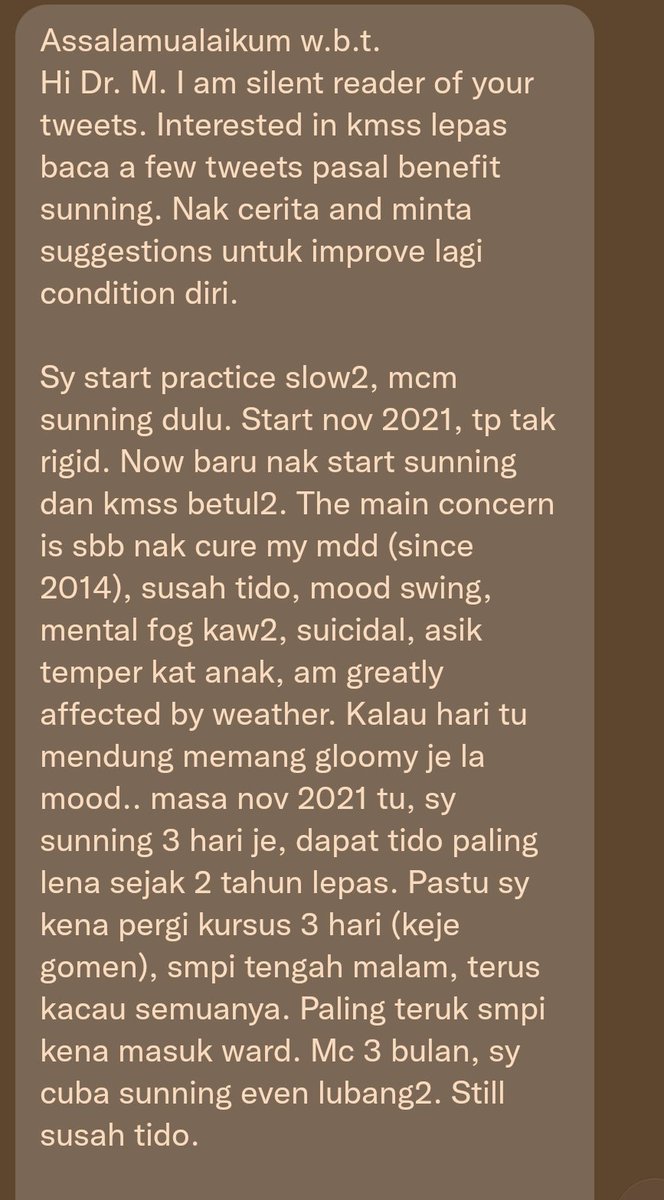 Assalamualaikum w.b.t.
Hi Dr. M. I am silent reader of your
tweets. Interested in kmss lepas
baca a few tweets pasal benefit
sunning. Nak cerita and minta
suggestions untuk improve lagi
condition diri.
Sy start practice slow2, mcm
sunning dulu. Start nov 2021, tp tak
rigid. Now baru nak start sunning
dan kmss betul2. The main concern
is sbb nak cure my mdd (since
2014), susah tido, mood swing,
mental fog kaw2, suicidal, asik
temper kat anak, am greatly
affected by weather. Kalau hari tu
mendung memang gloomy je la
mood.. masa nov 2021 tu, sy
sunning 3 hari je, dapat tido paling
lena sejak 2 tahun lepas. Pastu sy
kena pergi kursus 3 hari (keje
gomen), smpi tengah malam, terus
kacau semuanya. Paling teruk smpi
kena masuk ward. Mc 3 bulan, sy
cuba sunning even lubang2. Still
susah tido.